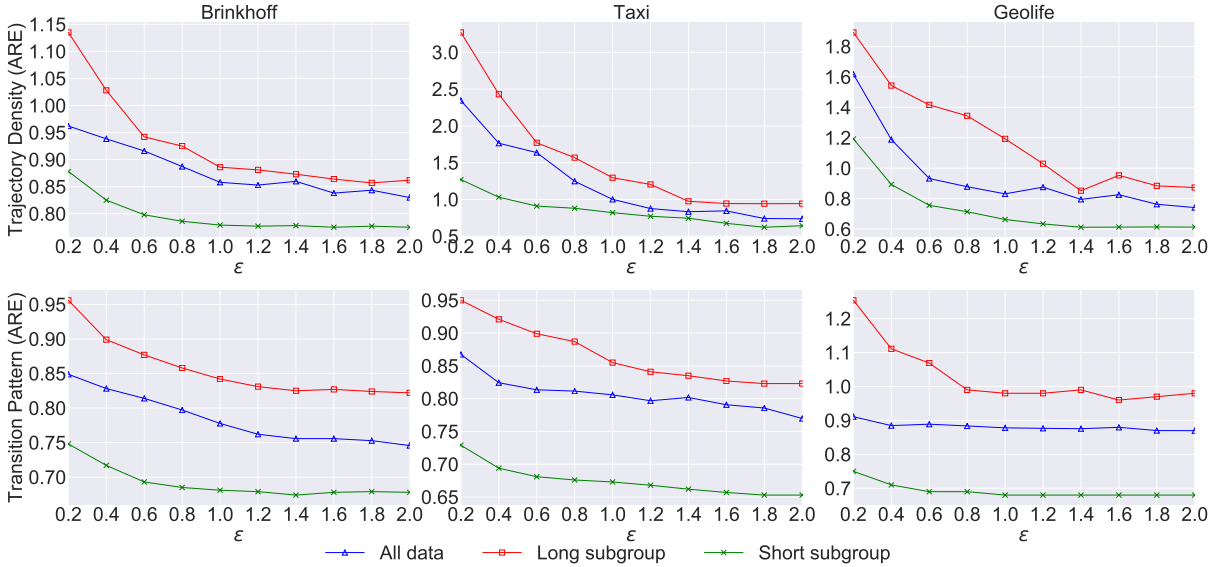 Brinkhoff Taxi Geolife
Trajectory Density (ARE)
1.15
1.10
1.05
1.00
0.95
0.90
0.85
0.80
0.2 0.4 0.6 0.8 1.0 1.2 1.4 1.6 1.8 2.0
ε
3.0
2.5
2.0
1.5
1.0
0.5
0.2 0.4 0.6 0.8 1.0 1.2 1.4 1.6 1.8 2.0
ε
1.8
1.6
1.4
1.2
1.0
0.8
0.6
0.2 0.4 0.6 0.8 1.0 1.2 1.4 1.6 1.8 2.0
ε
Transition Pattern (ARE)
0.95
0.90
0.85
0.80
0.75
0.70
0.2 0.4 0.6 0.8 1.0 1.2 1.4 1.6 1.8 2.0
ε
0.95
0.90
0.85
0.80
0.75
0.70
0.65
0.2 0.4 0.6 0.8 1.0 1.2 1.4 1.6 1.8 2.0
ε
1.2
1.1
1.0
0.9
0.8
0.7
0.2 0.4 0.6 0.8 1.0 1.2 1.4 1.6 1.8 2.0
ε
All data Long subgroup Short subgroup